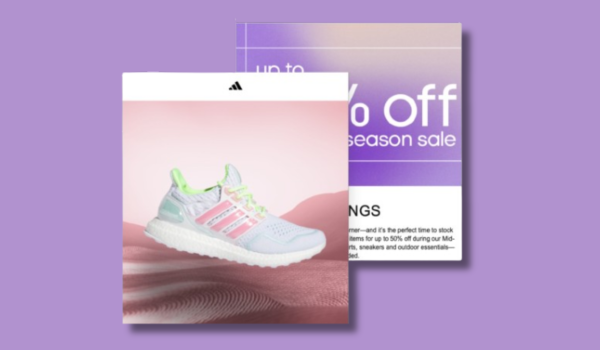 up to
% off
season sale
NGS
mer—and it's the perfect time to stock
items for up to 50% off during our Mid-
rts, sneakers and outdoor essentials—
ded.